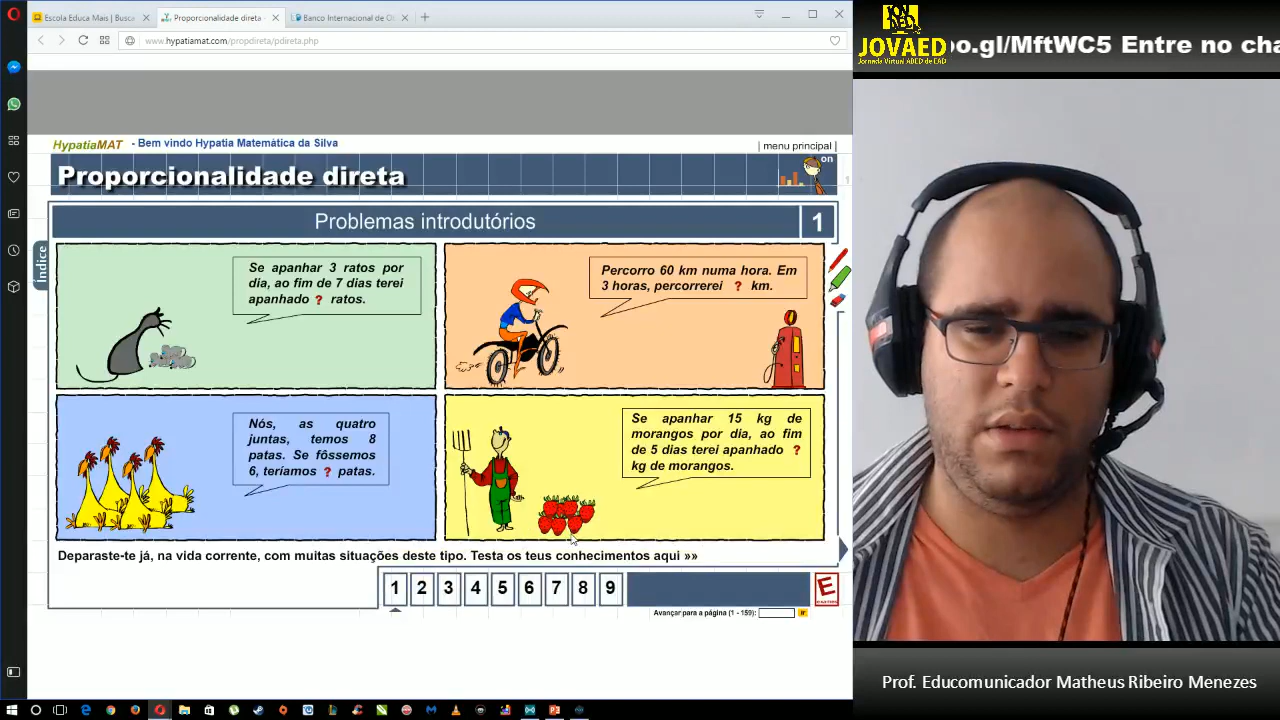 Escola Educa Mais | Busca
Proporcionalidade direta
Banco Internacional de O
www.hypatiamat.com/propdireta/pdireta.php
JOVAED
Jornada Virtual ABED de EAD
oo.gl/MftWC5 Entre no cha
HypatiaMAT
- Bem vindo Hypatia Matemática da Silva
| menu principal |
Proporcionalidade direta
on
Problemas introdutórios
1
Índice
Se apanhar 3 ratos por
dia, ao fim de 7 dias terei
apanhado ? ratos.
Percorro 60 km numa hora. Em
3 horas, percorrerei ? km.
Nós, as quatro
juntas, temos 8
patas. Se fôssemos
6, teríamos ? patas.
Se apanhar 15 kg de
morangos por dia, ao fim
de 5 dias terei apanhado ?
kg de morangos.
Deparaste-te já, na vida corrente, com muitas situações deste tipo. Testa os teus conhecimentos aqui »»
1 2 3 4 5 6 7 8 9
E
Avançar para a página (1 - 159):
Prof. Educomunicador Matheus Ribeiro Menezes